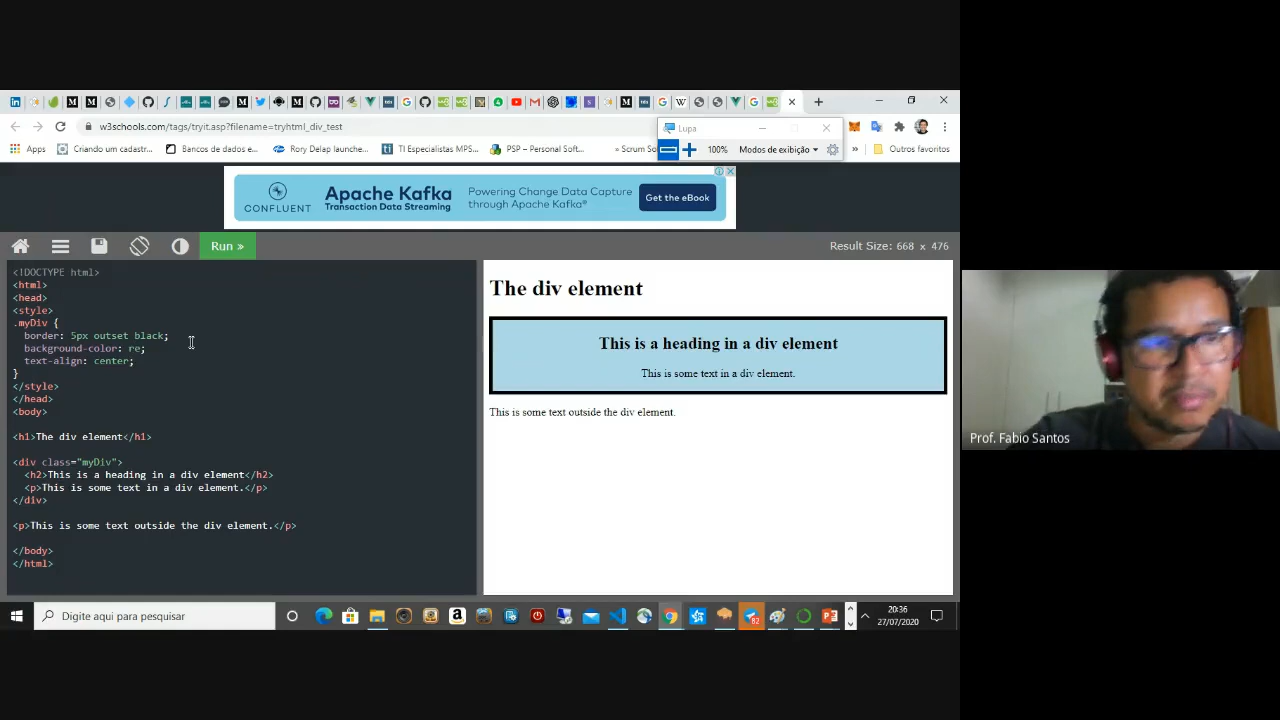 w3schools.com/tags/tryit.asp?filename=tryhtml_div_test
Lupa
100%
Modos de exibição
Apps
Criando um cadastr...
Bancos de dados e...
Rory Delap launche...
TI Especialistas MPS...
PSP – Personal Soft...
» Scrum So
»
Outros favoritos
CONFLUENT
Apache Kafka
Transaction Data Streaming
Powering Change Data Capture
through Apache Kafka®
Get the eBook
Run »
Result Size: 668 x 476
<!DOCTYPE html>
<html>
<head>
<style>
.myDiv {
border: 5px outset black;
background-color: re;
text-align: center;
}
</style>
</head>
<body>
<h1>The div element</h1>
<div class="myDiv">
<h2>This is a heading in a div element</h2>
<p>This is some text in a div element.</p>
</div>
<p>This is some text outside the div element.</p>
</body>
</html>
The div element
This is a heading in a div element
This is some text in a div element.
This is some text outside the div element.
Prof. Fabio Santos
Digite aqui para pesquisar
82
20:36
27/07/2020